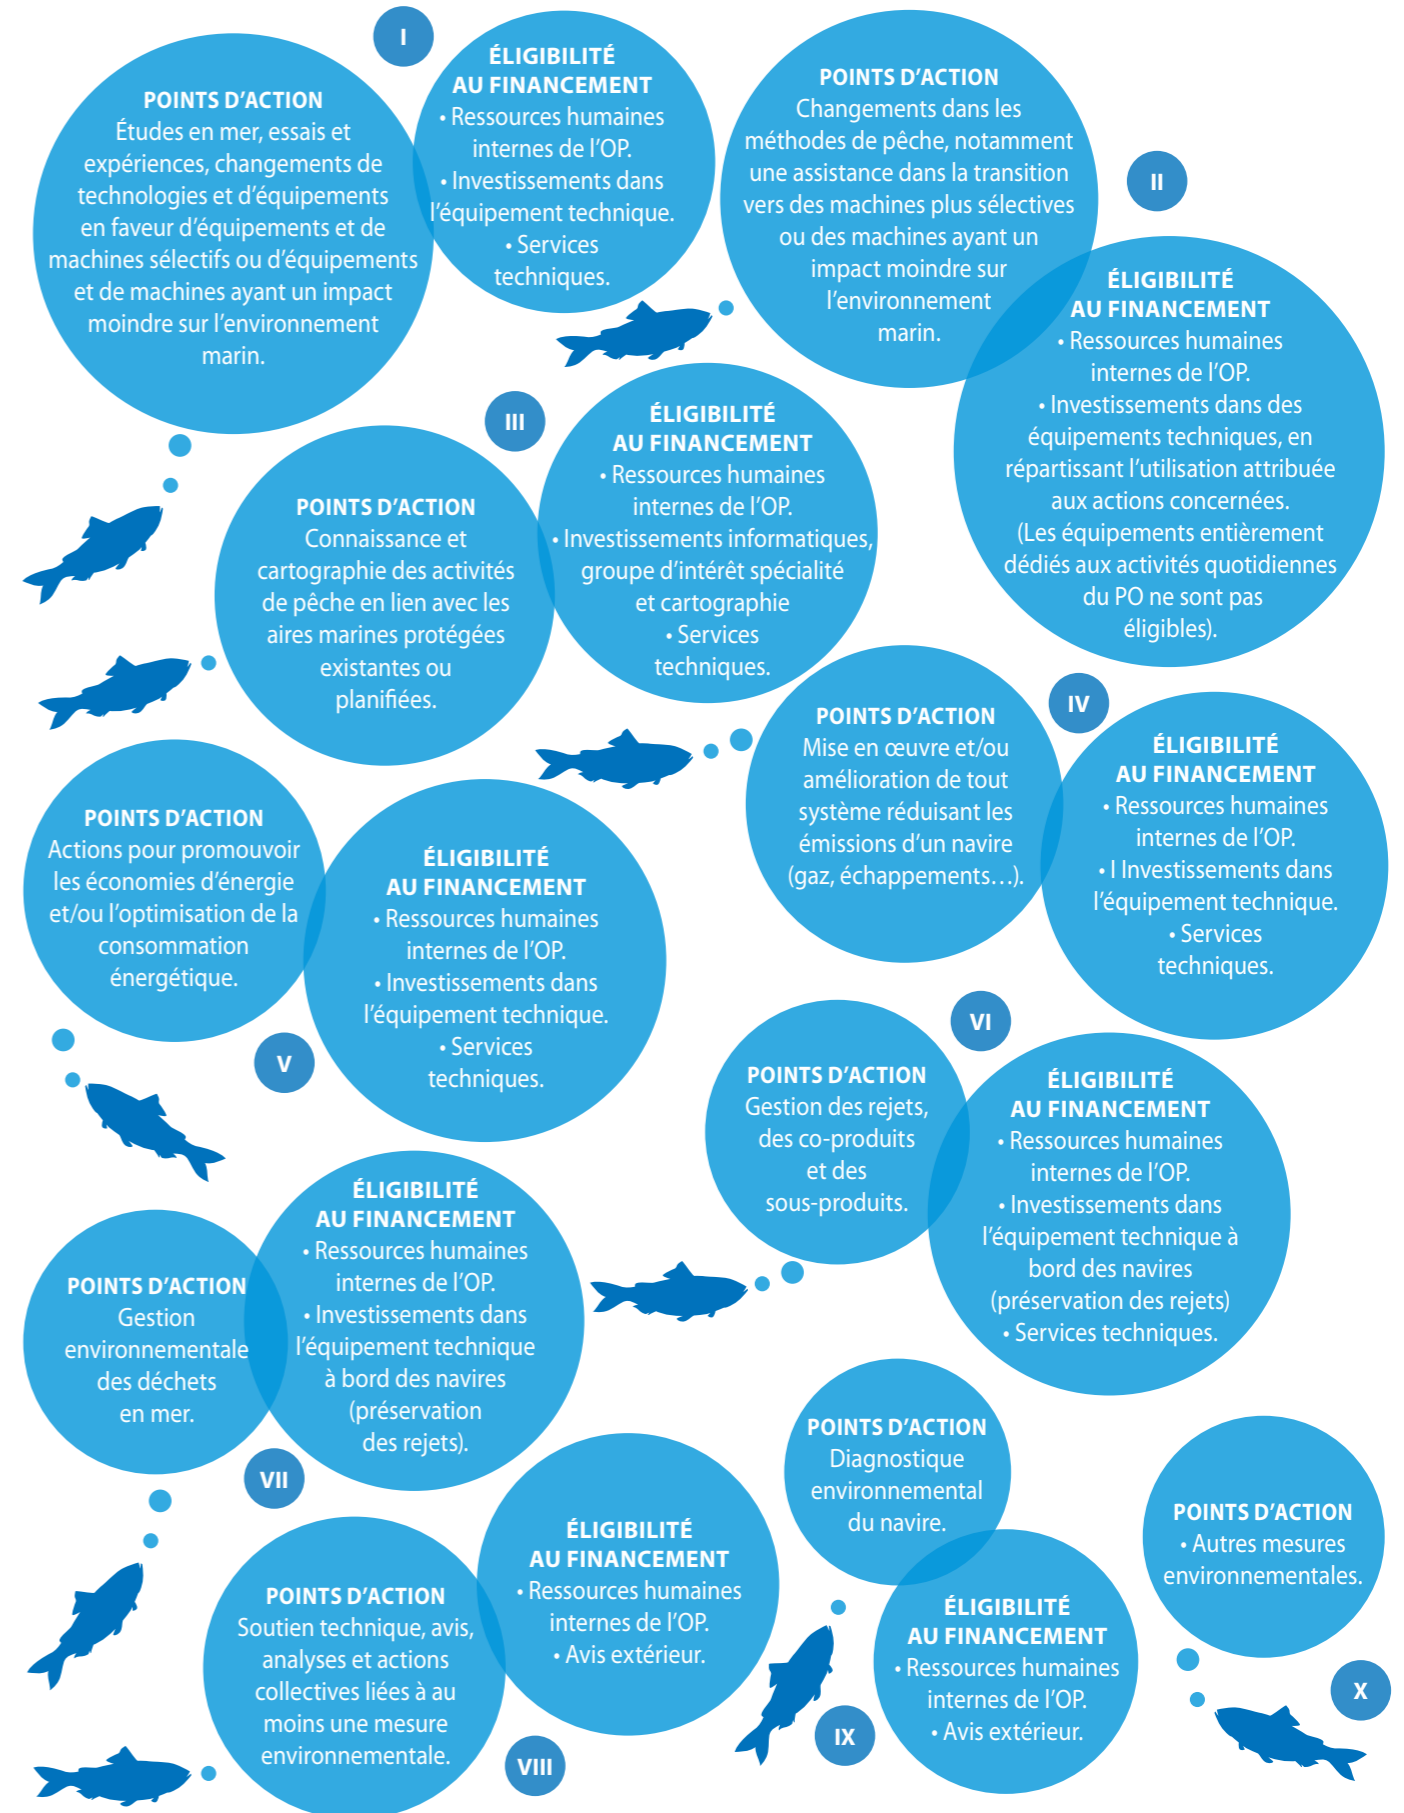 I
POINTS D’ACTION
Études en mer, essais et
expériences, changements de
technologies et d’équipements
en faveur d’équipements et de
machines sélectifs ou d’équipements
et de machines ayant un impact
moindre sur l’environnement
marin.
ÉLIGIBILITÉ
AU FINANCEMENT
• Ressources humaines
internes de l’OP.
• Investissements dans
l’équipement technique.
• Services
techniques.
II
POINTS D’ACTION
Changements dans les
méthodes de pêche, notamment
une assistance dans la transition
vers des machines plus sélectives
ou des machines ayant un
impact moindre sur
l’environnement
marin.
ÉLIGIBILITÉ
AU FINANCEMENT
• Ressources humaines
internes de l’OP.
• Investissements dans des
équipements techniques, en
répartissant l’utilisation attribuée
aux actions concernées.
(Les équipements entièrement
dédiés aux activités quotidiennes
du PO ne sont pas
éligibles).
III
POINTS D’ACTION
Connaissance et
cartographie des activités
de pêche en lien avec les
aires marines protégées
existantes ou
planifiées.
ÉLIGIBILITÉ
AU FINANCEMENT
• Ressources humaines
internes de l’OP.
• Investissements informatiques,
groupe d’intérêt spécialité
et cartographie
• Services
techniques.
IV
POINTS D’ACTION
Mise en œuvre et/ou
amélioration de tout
système réduisant les
émissions d’un navire
(gaz, échappements…).
ÉLIGIBILITÉ
AU FINANCEMENT
• Ressources humaines
internes de l’OP.
• I Investissements dans
l’équipement technique.
• Services
techniques.
V
POINTS D’ACTION
Actions pour promouvoir
les économies d’énergie
et/ou l’optimisation de la
consommation
énergétique.
ÉLIGIBILITÉ
AU FINANCEMENT
• Ressources humaines
internes de l’OP.
• Investissements dans
l’équipement technique.
• Services
techniques.
VI
POINTS D’ACTION
Gestion des rejets,
des co-produits
et des
sous-produits.
ÉLIGIBILITÉ
AU FINANCEMENT
• Ressources humaines
internes de l’OP.
• Investissements dans
l’équipement technique à
bord des navires
(préservation des rejets)
• Services techniques.
VII
POINTS D’ACTION
Gestion
environnementale
des déchets
en mer.
ÉLIGIBILITÉ
AU FINANCEMENT
• Ressources humaines
internes de l’OP.
• Investissements dans
l’équipement technique
à bord des navires
(préservation
des rejets).
VIII
POINTS D’ACTION
Soutien technique, avis,
analyses et actions
collectives liées à au
moins une mesure
environnementale.
ÉLIGIBILITÉ
AU FINANCEMENT
• Ressources humaines
internes de l’OP.
• Avis extérieur.
IX
POINTS D’ACTION
Diagnostique
environnemental
du navire.
ÉLIGIBILITÉ
AU FINANCEMENT
• Ressources humaines
internes de l’OP.
• Avis extérieur.
X
POINTS D’ACTION
• Autres mesures
environnementales.